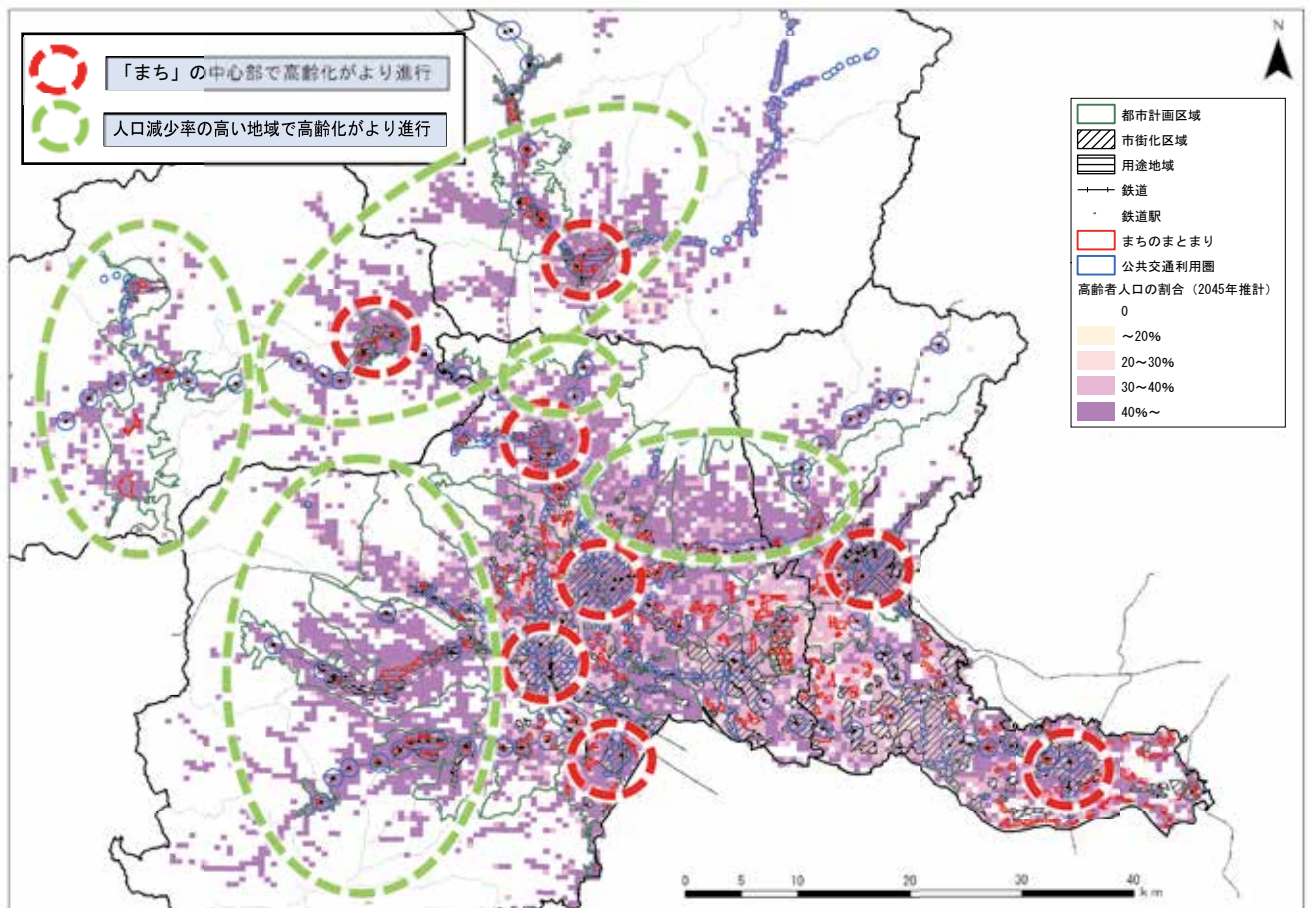 「まち」の中心部で高齢化がより進行
人口減少率の高い地域で高齢化がより進行
N
都市計画区域
市街化区域
用途地域
鉄道
鉄道駅
まちのまとまり
公共交通利用圏
高齢者人口の割合（2045年推計）
0
～20%
20～30%
30～40%
40%～
0 5 10 20 30 40
km